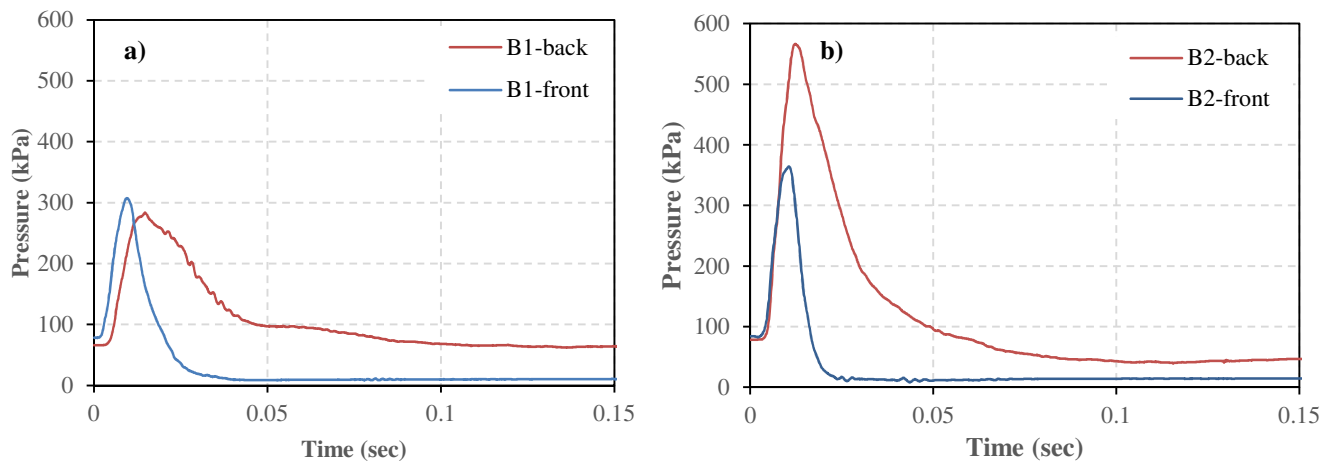 a)
B1-back
B1-front
600
500
400
300
200
100
0
Pressure (kPa)
0 0.05 0.1 0.15
Time (sec)
b)
B2-back
B2-front
600
500
400
300
200
100
0
Pressure (kPa)
0 0.05 0.1 0.15
Time (sec)